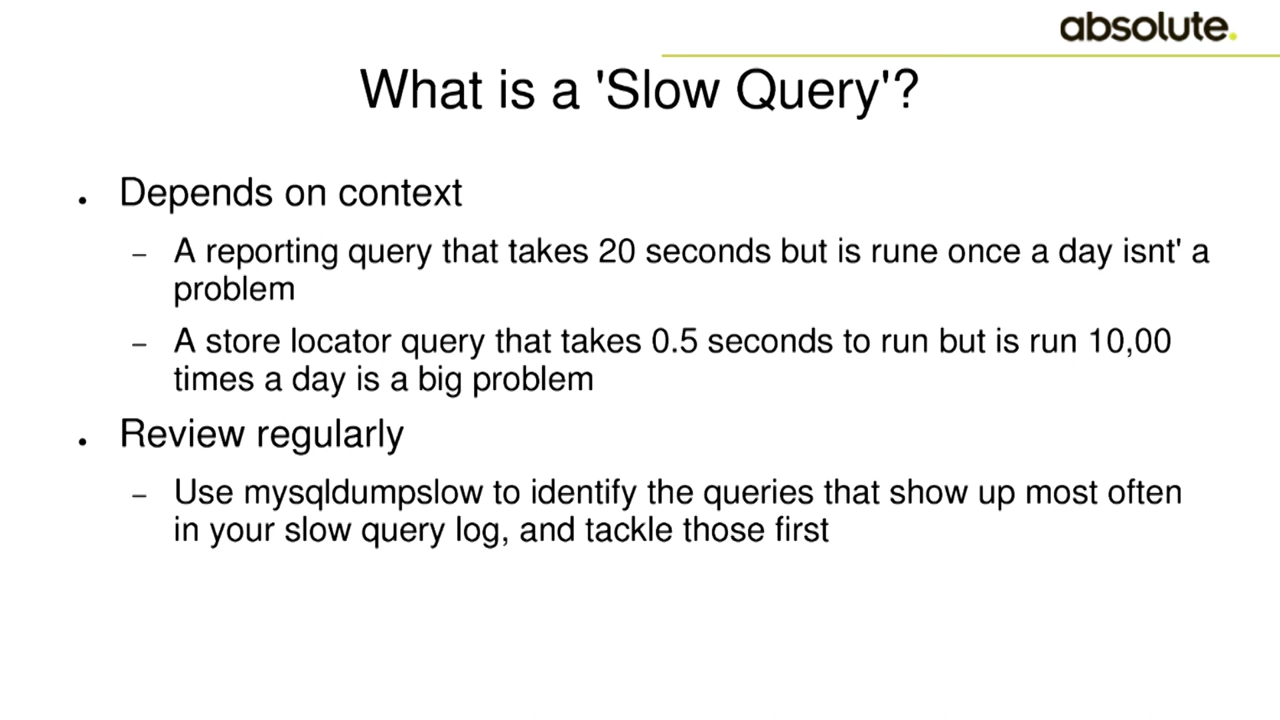 absolute.
What is a 'Slow Query'?
• Depends on context
– A reporting query that takes 20 seconds but is rune once a day isnt' a
problem
– A store locator query that takes 0.5 seconds to run but is run 10,00
times a day is a big problem
• Review regularly
– Use mysqldumpslow to identify the queries that show up most often
in your slow query log, and tackle those first